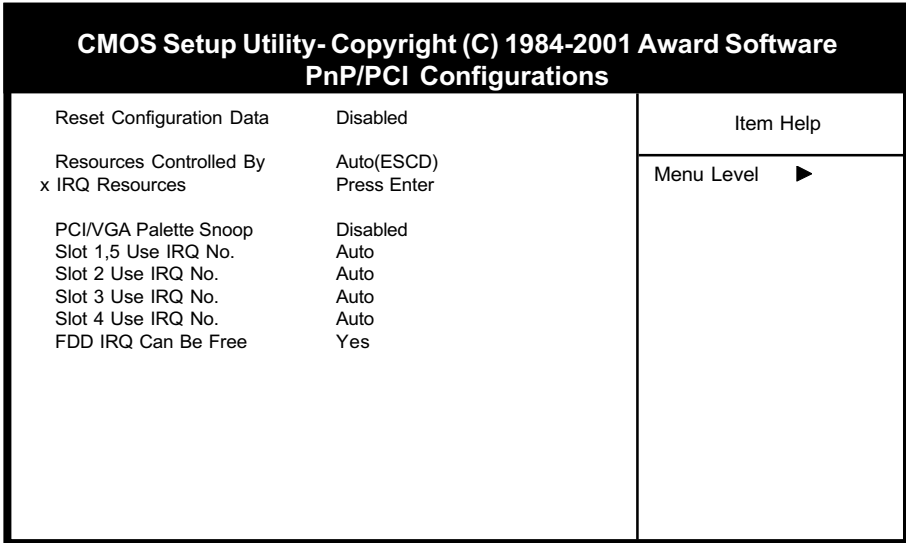 CMOS Setup Utility- Copyright (C) 1984-2001 Award Software
PnP/PCI Configurations
Reset Configuration Data Disabled
Resources Controlled By Auto(ESCD)
x IRQ Resources Press Enter
PCI/VGA Palette Snoop Disabled
Slot 1,5 Use IRQ No. Auto
Slot 2 Use IRQ No. Auto
Slot 3 Use IRQ No. Auto
Slot 4 Use IRQ No. Auto
FDD IRQ Can Be Free Yes
Item Help
Menu Level ▶